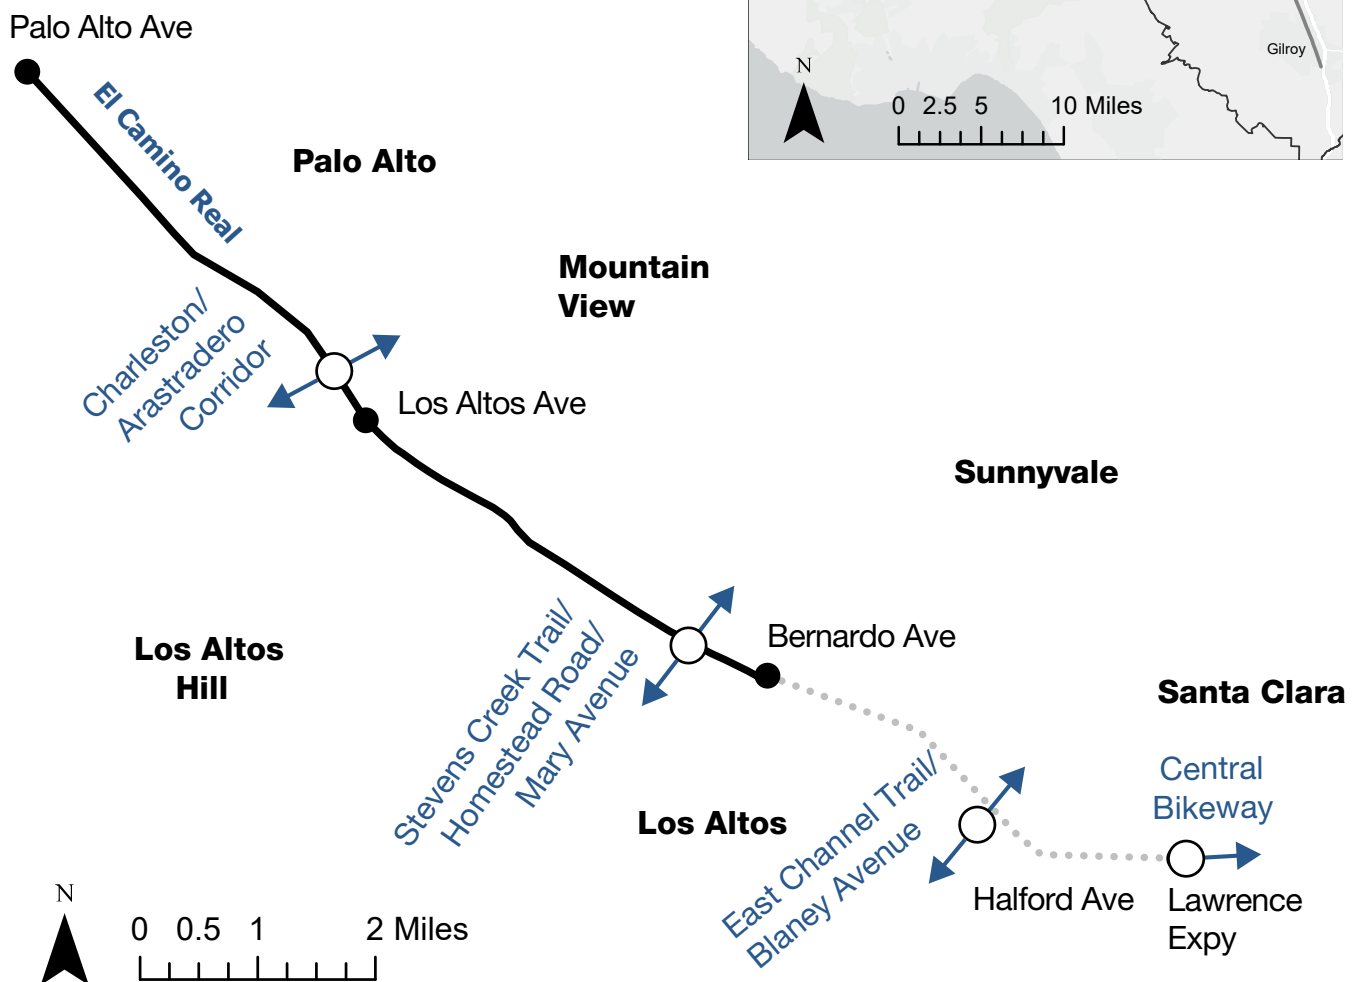 Palo Alto Ave
El Camino Real
Palo Alto
Gilroy
N
0 2.5 5 10 Miles
Mountain
View
Charleston/
Arastradero
Corridor
Los Altos Ave
Sunnyvale
Los Altos
Hill
Stevens Creek Trail/
Homestead Road/
Mary Avenue
Bernardo Ave
Santa Clara
Central
Bikeway
Los Altos
East Channel Trail/
Blaney Avenue
Halford Ave
Lawrence
Expy
N
0 0.5 1 2 Miles